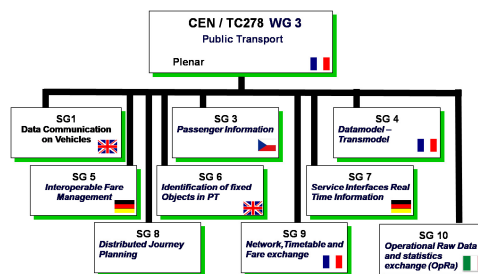 CEN / TC278 WG 3
Public Transport
Plenar
SG1
Data Communication
on Vehicles
SG 3
Passenger Information
SG 4
Datamodel –
Transmodel
SG 5
Interoperable Fare
Management
SG 6
Identification of fixed
Objects in PT
SG 7
Service Interfaces Real
Time Information
SG 8
Distributed Journey
Planning
SG 9
Network,Timetable and
Fare exchange
SG 10
Operational Raw Data
and statistics
exchange (OpRa)